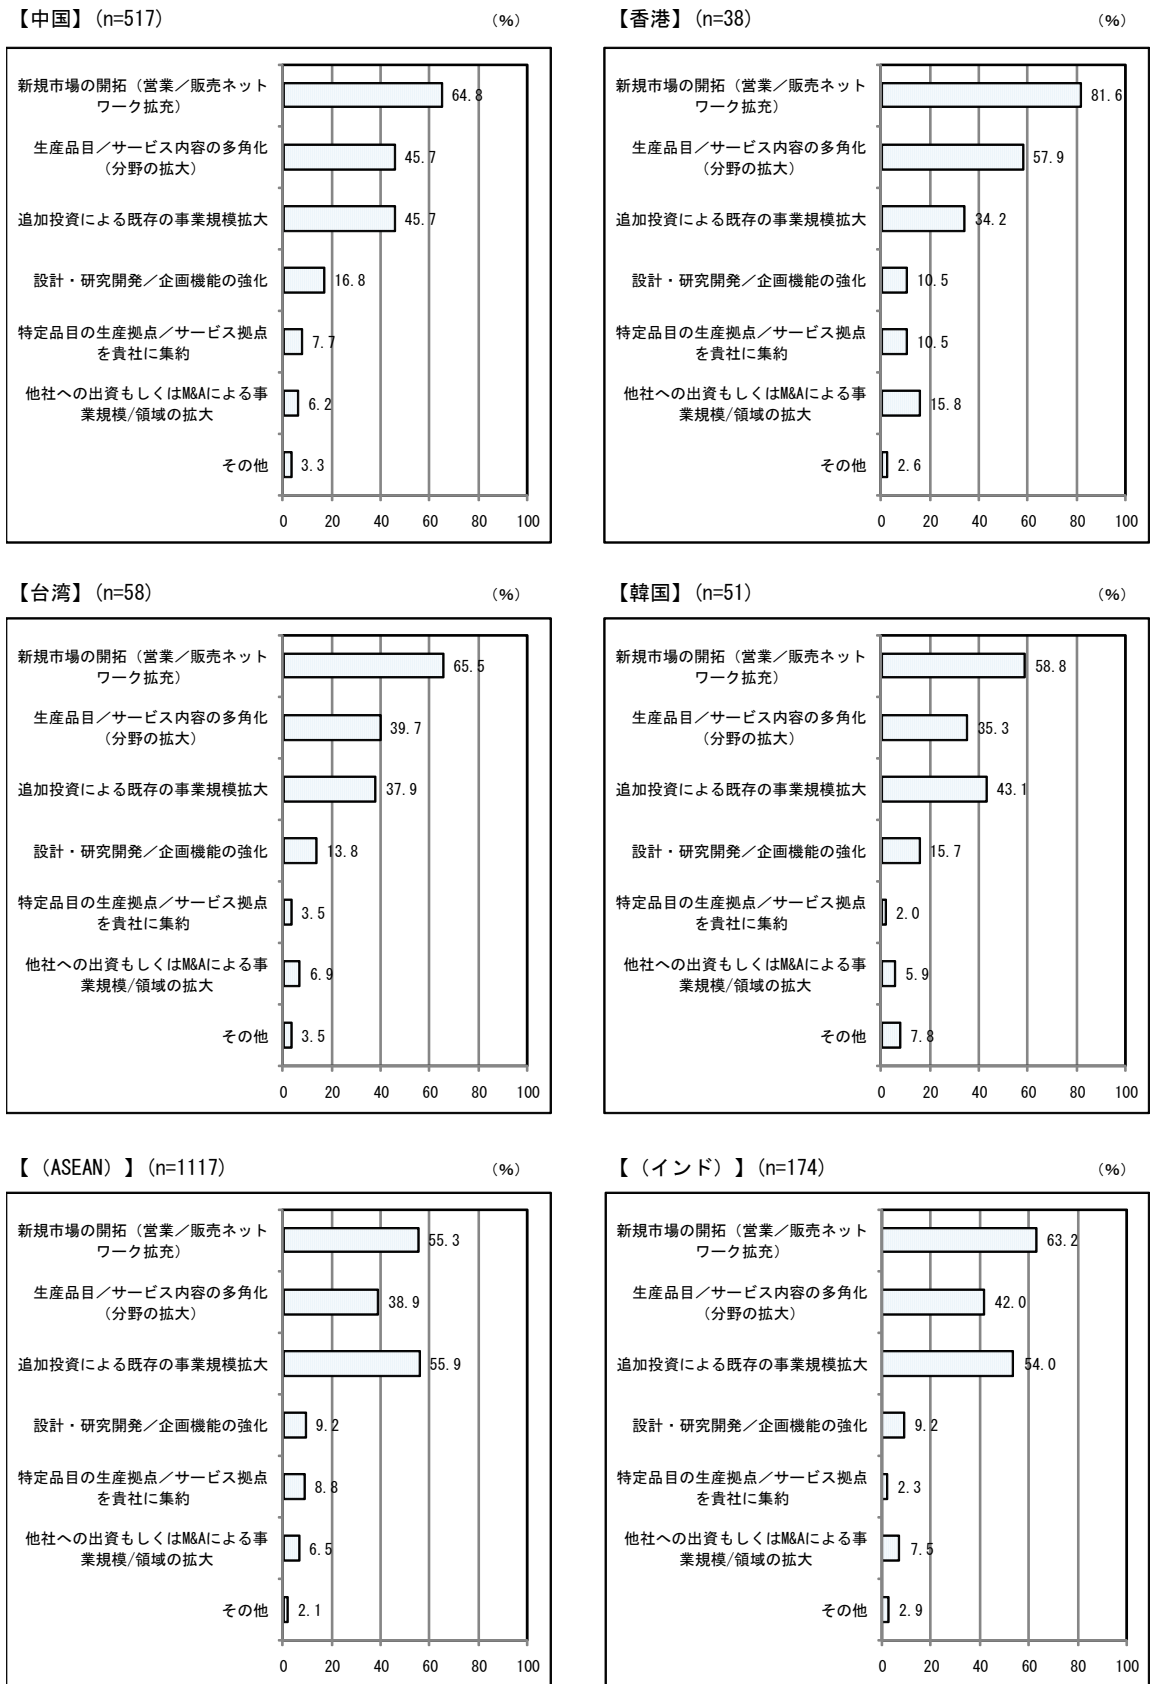 【中国】(n=517)
(%)
新規市場の開拓（営業／販売ネット
ワーク拡充）
64.8
生産品目／サービス内容の多角化
（分野の拡大）
45.7
追加投資による既存の事業規模拡大
45.7
設計・研究開発／企画機能の強化
16.8
特定品目の生産拠点／サービス拠点
を貴社に集約
7.7
他社への出資もしくはM&Aによる事
業規模/領域の拡大
6.2
その他
3.3
0 20 40 60 80 100
【香港】(n=38)
(%)
新規市場の開拓（営業／販売ネット
ワーク拡充）
81.6
生産品目／サービス内容の多角化
（分野の拡大）
57.9
追加投資による既存の事業規模拡大
34.2
設計・研究開発／企画機能の強化
10.5
特定品目の生産拠点／サービス拠点
を貴社に集約
10.5
他社への出資もしくはM&Aによる事
業規模/領域の拡大
15.8
その他
2.6
0 20 40 60 80 100
【台湾】(n=58)
(%)
新規市場の開拓（営業／販売ネット
ワーク拡充）
65.5
生産品目／サービス内容の多角化
（分野の拡大）
39.7
追加投資による既存の事業規模拡大
37.9
設計・研究開発／企画機能の強化
13.8
特定品目の生産拠点／サービス拠点
を貴社に集約
3.5
他社への出資もしくはM&Aによる事
業規模/領域の拡大
6.9
その他
3.5
0 20 40 60 80 100
【韓国】(n=51)
(%)
新規市場の開拓（営業／販売ネット
ワーク拡充）
58.8
生産品目／サービス内容の多角化
（分野の拡大）
35.3
追加投資による既存の事業規模拡大
43.1
設計・研究開発／企画機能の強化
15.7
特定品目の生産拠点／サービス拠点
を貴社に集約
2.0
他社への出資もしくはM&Aによる事
業規模/領域の拡大
5.9
その他
7.8
0 20 40 60 80 100
【（ASEAN）】(n=1117)
(%)
新規市場の開拓（営業／販売ネット
ワーク拡充）
55.3
生産品目／サービス内容の多角化
（分野の拡大）
38.9
追加投資による既存の事業規模拡大
55.9
設計・研究開発／企画機能の強化
9.2
特定品目の生産拠点／サービス拠点
を貴社に集約
8.8
他社への出資もしくはM&Aによる事
業規模/領域の拡大
6.5
その他
2.1
0 20 40 60 80 100
【（インド）】(n=174)
(%)
新規市場の開拓（営業／販売ネット
ワーク拡充）
63.2
生産品目／サービス内容の多角化
（分野の拡大）
42.0
追加投資による既存の事業規模拡大
54.0
設計・研究開発／企画機能の強化
9.2
特定品目の生産拠点／サービス拠点
を貴社に集約
2.3
他社への出資もしくはM&Aによる事
業規模/領域の拡大
7.5
その他
2.9
0 20 40 60 80 100